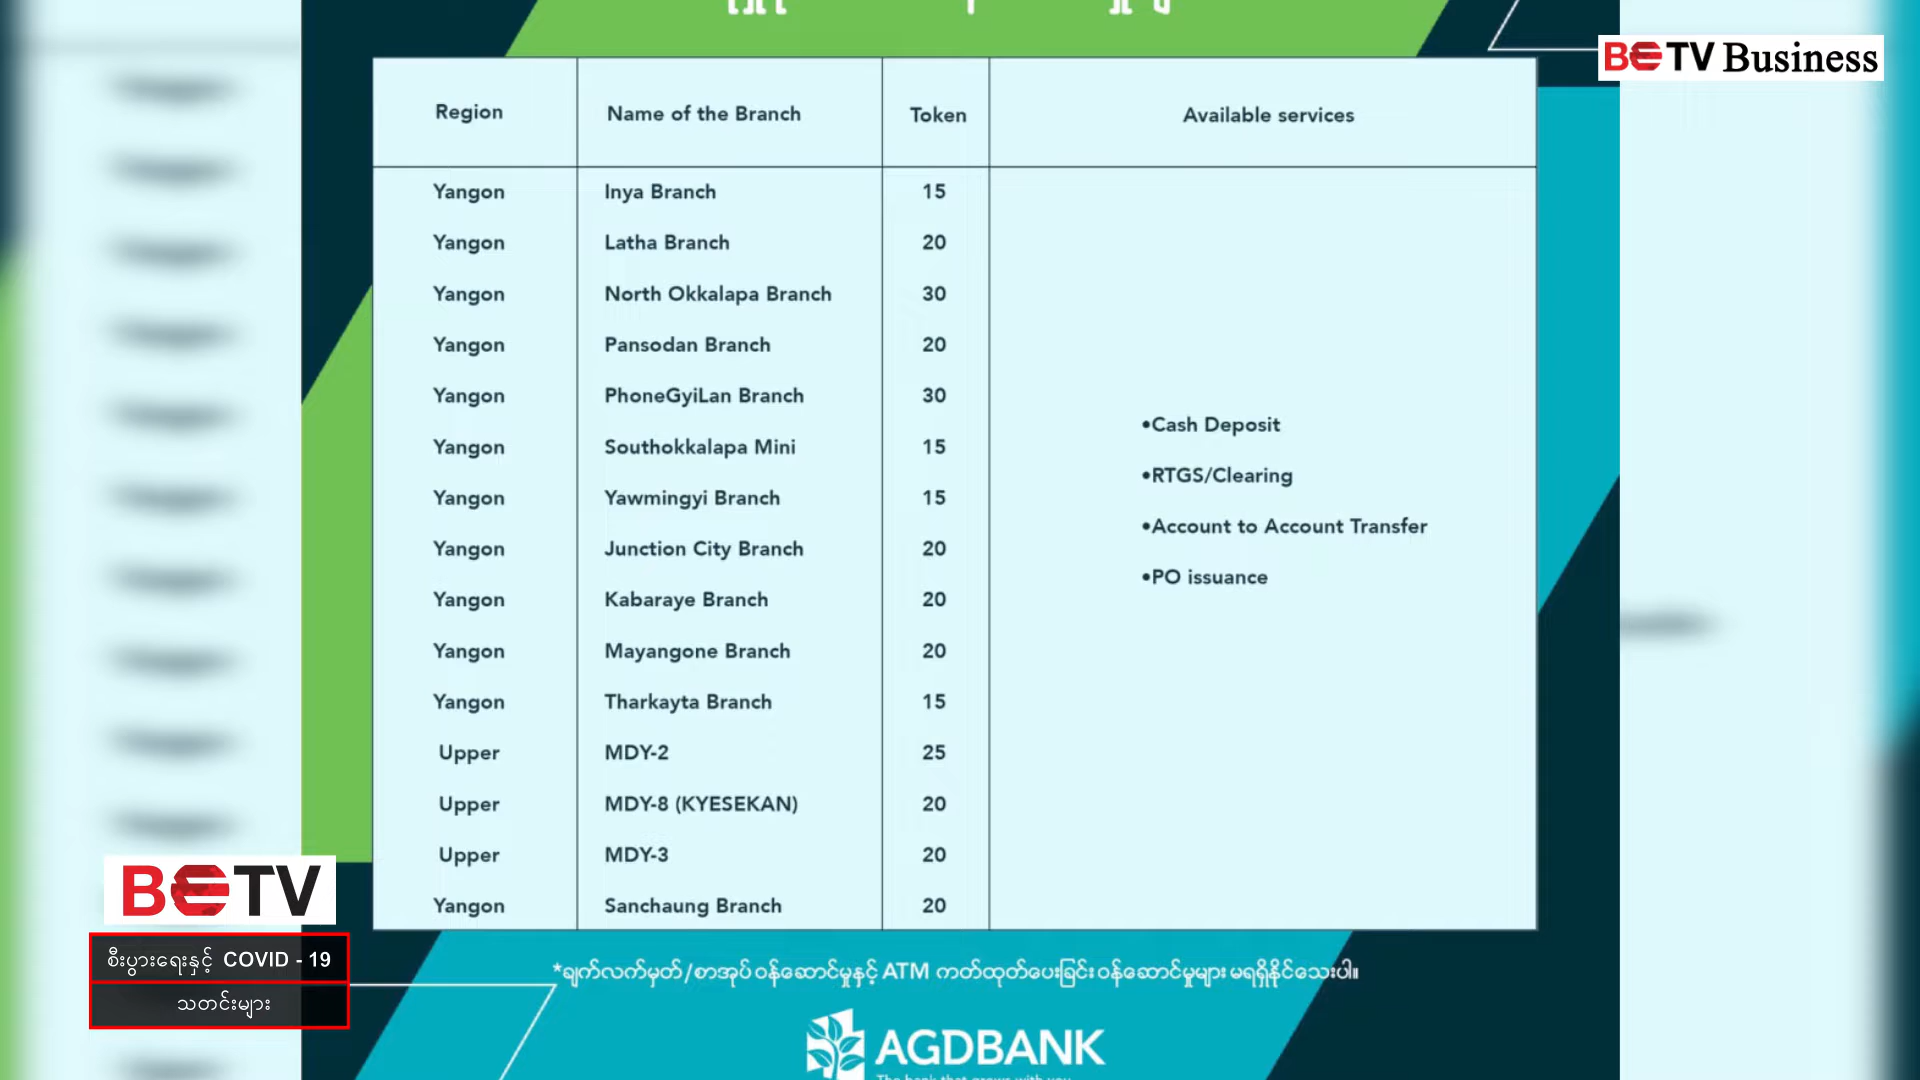 BETV Business
Region Name of the Branch Token Available services
Yangon Inya Branch 15
Yangon Latha Branch 20
Yangon North Okkalapa Branch 30
Yangon Pansodan Branch 20
Yangon PhoneGyiLan Branch 30
•Cash Deposit
Yangon Southokkalapa Mini 15
•RTGS/Clearing
Yangon Yawmingyi Branch 15
•Account to Account Transfer
Yangon Junction City Branch 20
•PO issuance
Yangon Kabaraye Branch 20
Yangon Mayangone Branch 20
Yangon Tharkayta Branch 15
Upper MDY-2 25
Upper MDY-8 (KYESEKAN) 20
Upper MDY-3 20
Yangon Sanchaung Branch 20
BETV
စီးပွားရေးနှင့် COVID - 19
သတင်းများ
*ချက်လက်မှတ်/စာအုပ် ဝန်ဆောင်မှုနှင့် ATM ကတ်ထုတ်ပေးခြင်း ဝန်ဆောင်မှုများ မရရှိနိုင်သေးပါ။
AGDBANK
The bank that grows with you